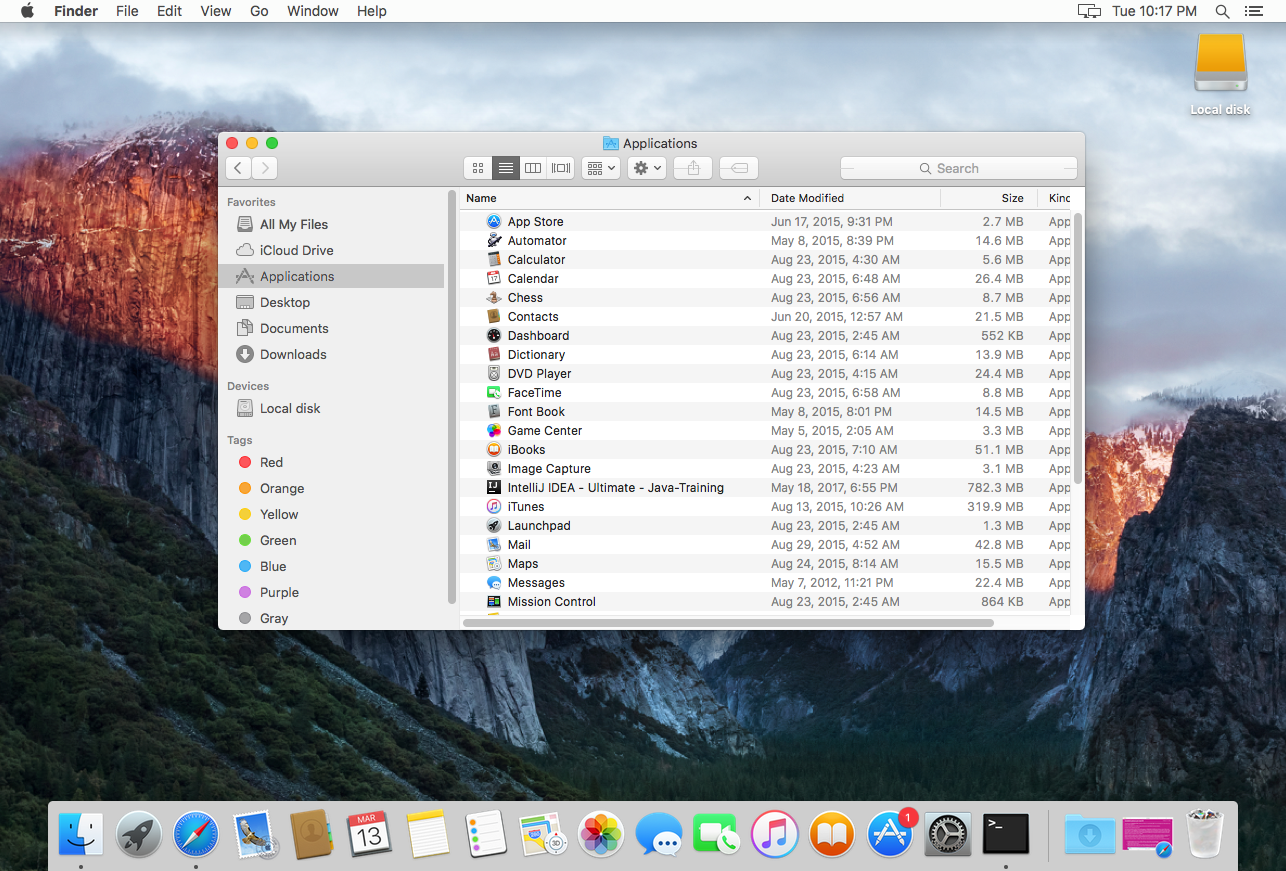 Finder File Edit View Go Window Help Tue 10:17 PM
Local disk
Applications
Search
Favorites
All My Files
iCloud Drive
Applications
Desktop
Documents
Downloads
Devices
Local disk
Tags
Red
Orange
Yellow
Green
Blue
Purple
Gray
Name Date Modified Size Kind
App Store Jun 17, 2015, 9:31 PM 2.7 MB App
Automator May 8, 2015, 8:39 PM 14.6 MB App
Calculator Aug 23, 2015, 4:30 AM 5.6 MB App
Calendar Aug 23, 2015, 6:48 AM 26.4 MB App
Chess Aug 23, 2015, 6:56 AM 8.7 MB App
Contacts Jun 20, 2015, 12:57 AM 21.5 MB App
Dashboard Aug 23, 2015, 2:45 AM 552 KB App
Dictionary Aug 23, 2015, 6:14 AM 13.9 MB App
DVD Player Aug 23, 2015, 4:15 AM 24.4 MB App
FaceTime Aug 23, 2015, 6:58 AM 8.8 MB App
Font Book May 8, 2015, 8:01 PM 14.5 MB App
Game Center May 5, 2015, 2:05 AM 3.3 MB App
iBooks Aug 23, 2015, 7:10 AM 51.1 MB App
Image Capture Aug 23, 2015, 4:23 AM 3.1 MB App
IntelliJ IDEA - Ultimate - Java-Training May 18, 2017, 6:55 PM 782.3 MB App
iTunes Aug 13, 2015, 10:26 AM 319.9 MB App
Launchpad Aug 23, 2015, 2:45 AM 1.3 MB App
Mail Aug 29, 2015, 4:52 AM 42.8 MB App
Maps Aug 24, 2015, 8:14 AM 15.5 MB App
Messages May 7, 2012, 11:21 PM 22.4 MB App
Mission Control Aug 23, 2015, 2:45 AM 864 KB App
MAR
13
3D
1
>_